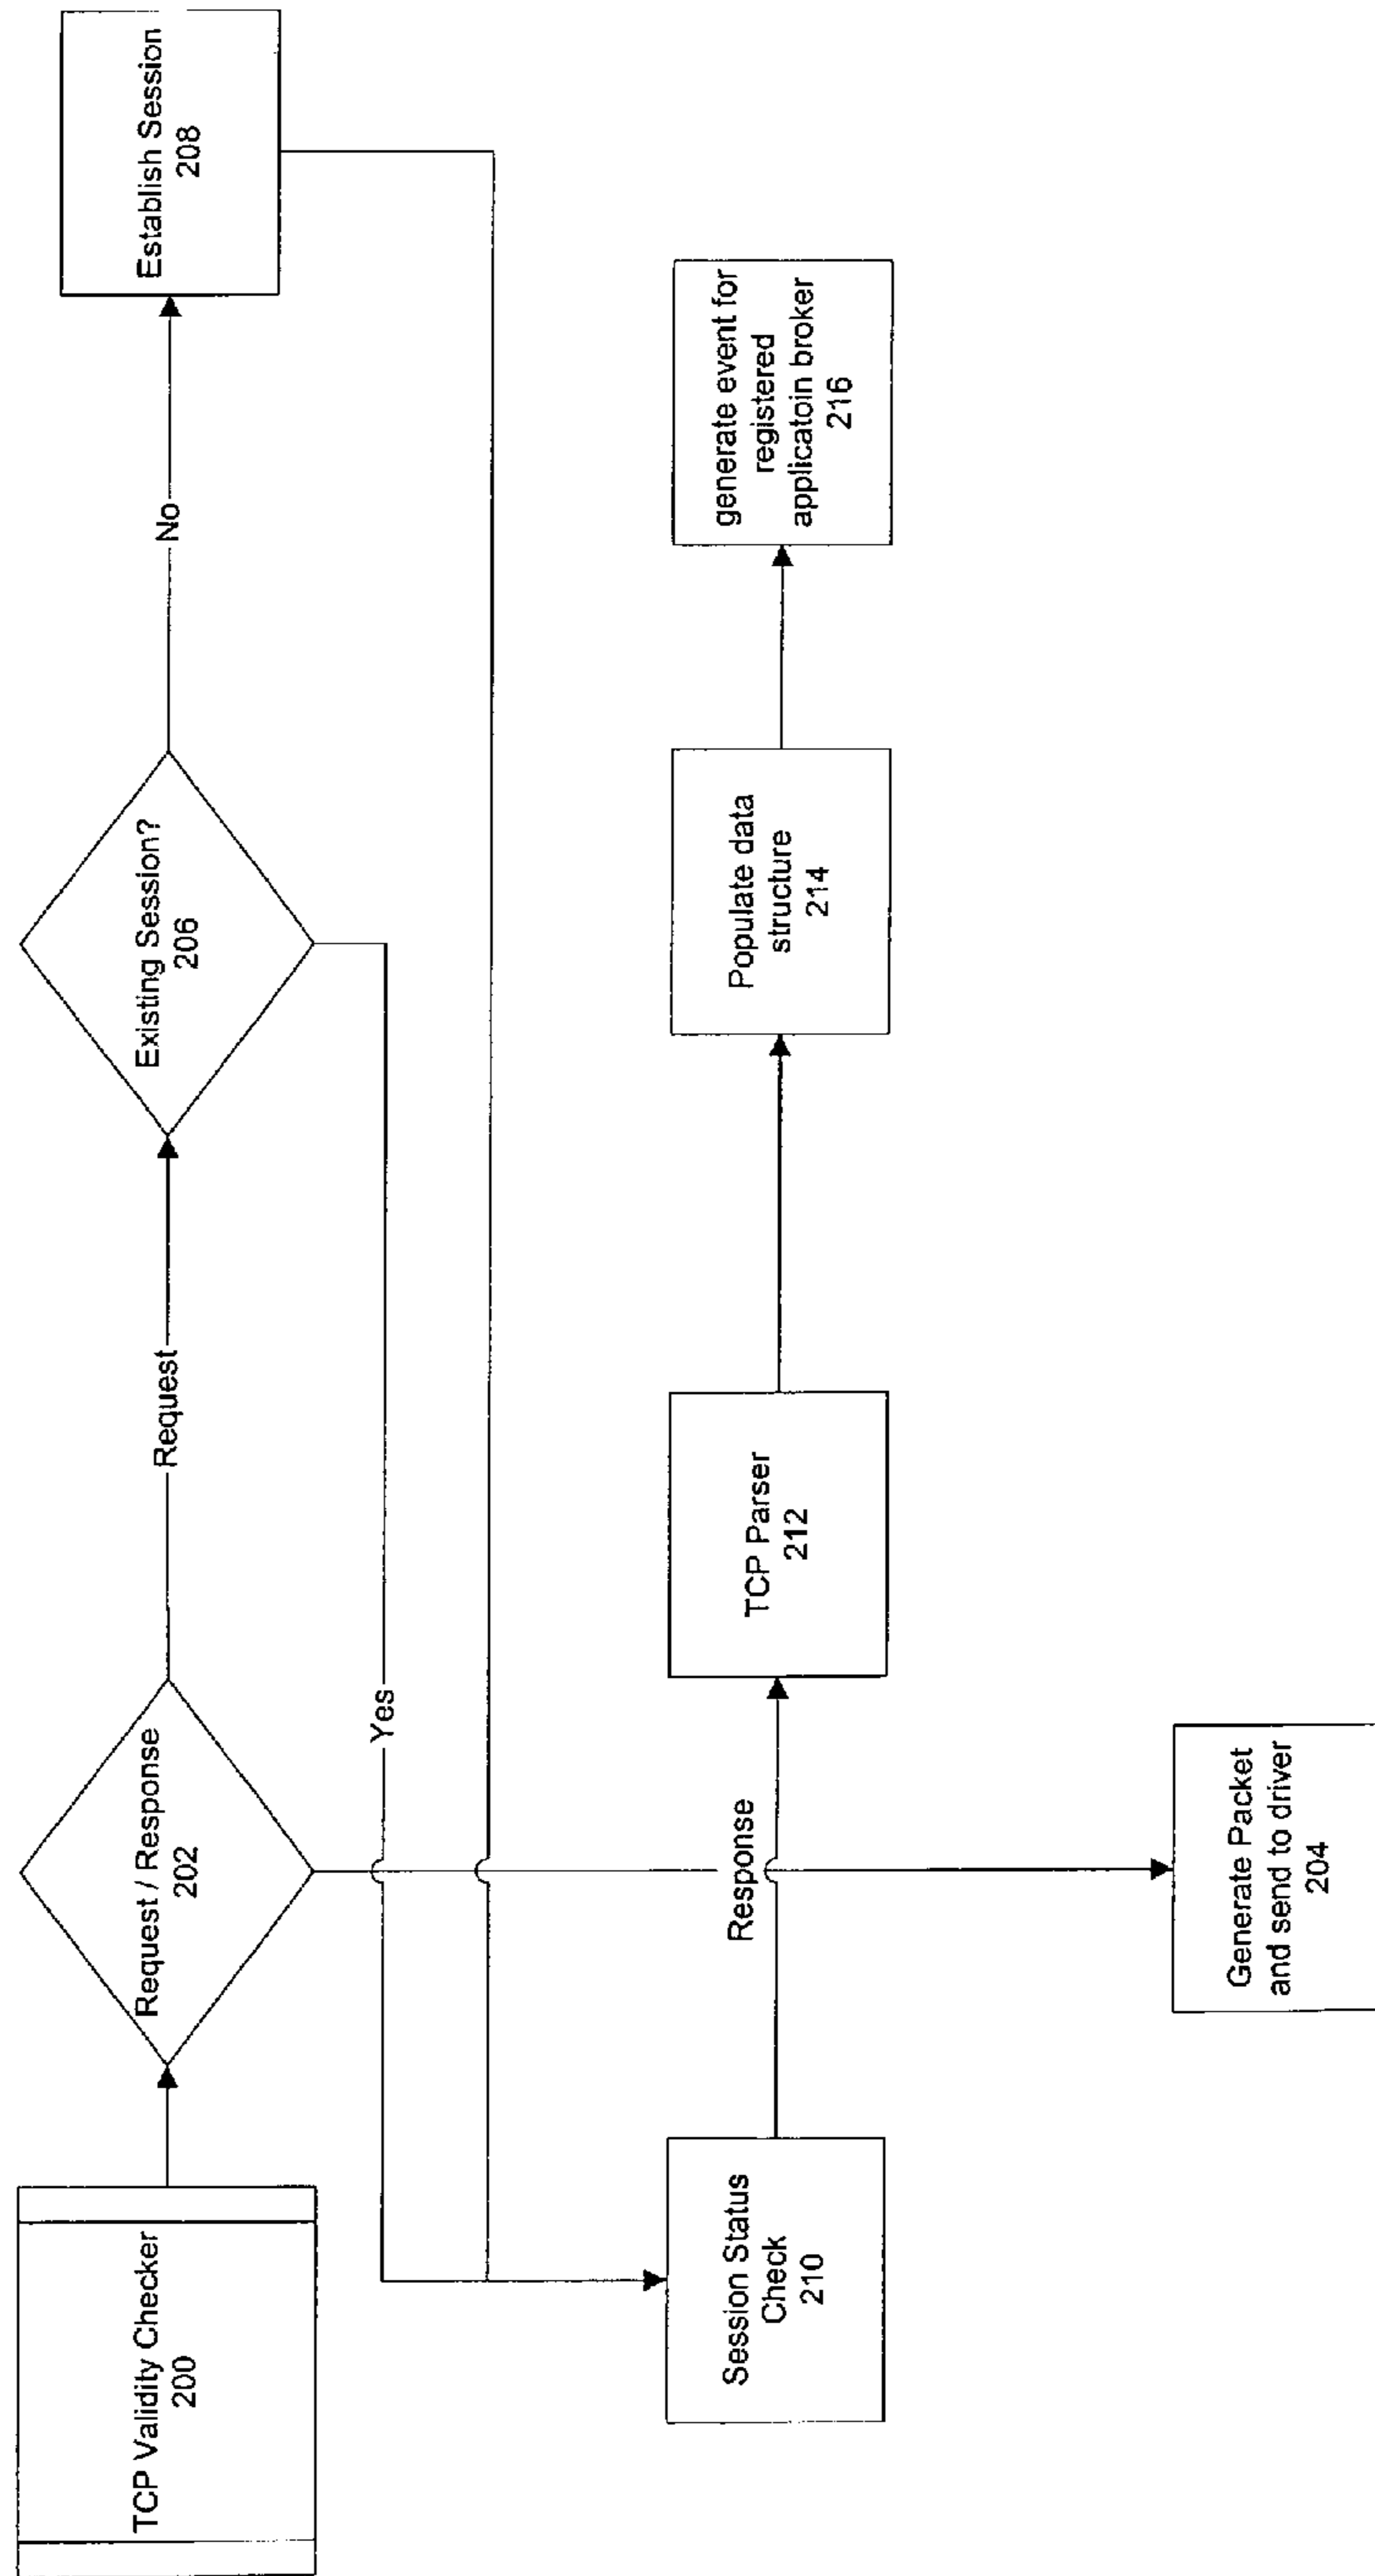 TCP Validity Checker
200
Request / Response
202
Request
Existing Session?
206
No
Establish Session
208
Yes
Session Status
Check
210
Response
TCP Parser
212
Populate data
structure
214
generate event for
registered
applicatoin broker
216
Generate Packet
and send to driver
204